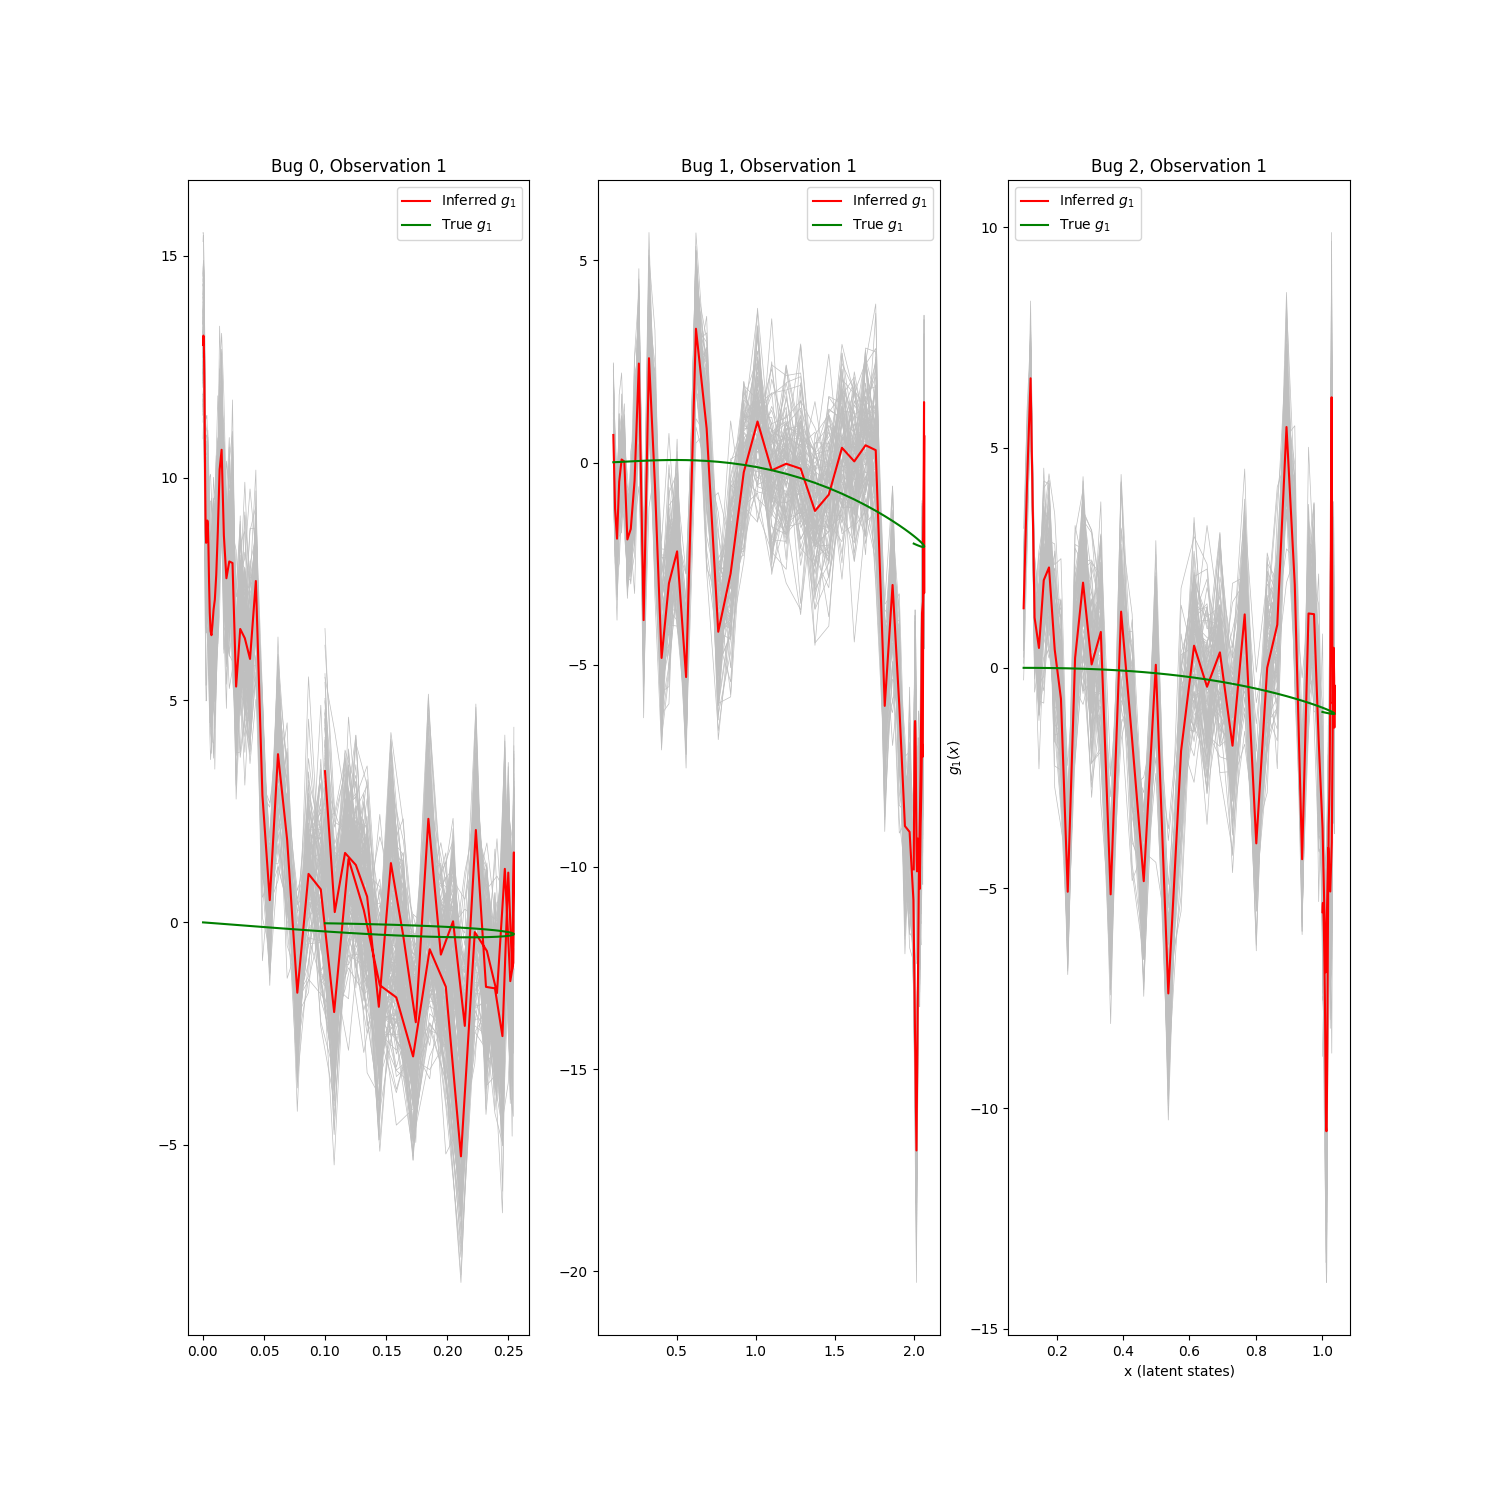 Bug 0, Observation 1
Inferred g₁
True g₁
15
10
5
0
−5
0.00 0.05 0.10 0.15 0.20 0.25
Bug 1, Observation 1
Inferred g₁
True g₁
5
0
−5
−10
−15
−20
0.5 1.0 1.5 2.0
Bug 2, Observation 1
Inferred g₁
True g₁
g₁(x)
10
5
0
−5
−10
−15
0.2 0.4 0.6 0.8 1.0
x (latent states)